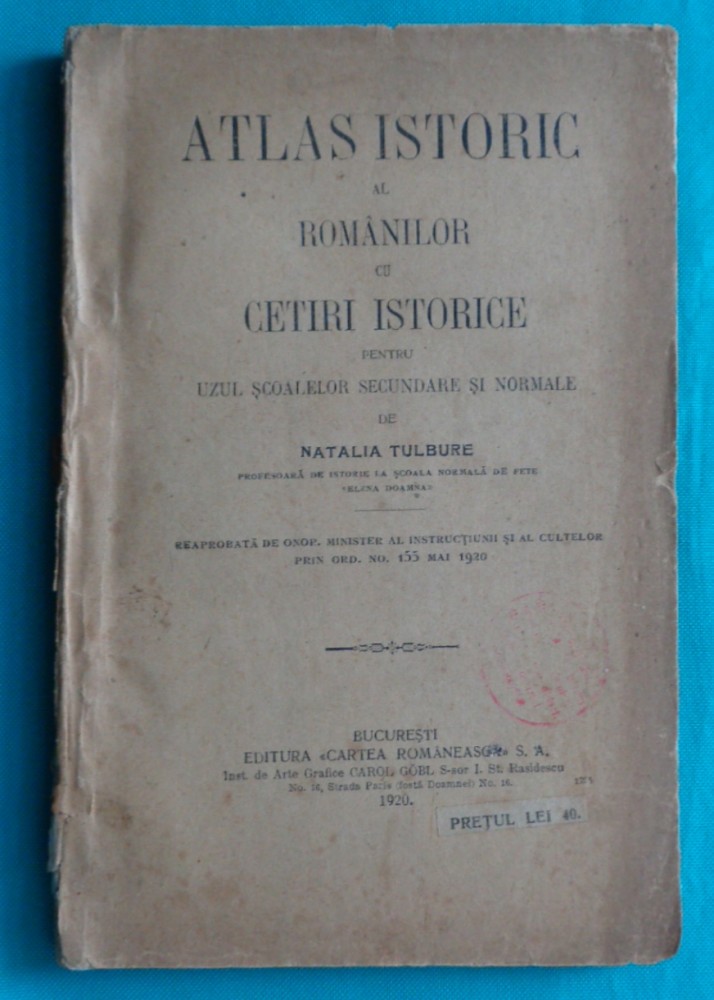 ATLAS ISTORIC
AL
ROMÂNILOR
CU
CETIRI ISTORICE
PENTRU
UZUL ȘCOALELOR SECUNDARE ȘI NORMALE
DE
NATALIA TULBURE
PROFESOARĂ DE ISTORIE LA ȘCOALA NORMALĂ DE FETE
«ELENA DOAMNA»
REAPROBATĂ DE ONOP. MINISTER AL INSTRUCȚIUNII ȘI AL CULTELOR
PRIN ORD. NO. 155 MAI 1920
BUCUREȘTI
EDITURA «CARTEA ROMÂNEASCĂ» S. A.
Inst. de Arte Grafice CAROL GÖBL S-sor I. St. Rasidescu
No. 16, Strada Paris (fostă Doamnei) No. 16.
1920.
PREȚUL LEI 40.